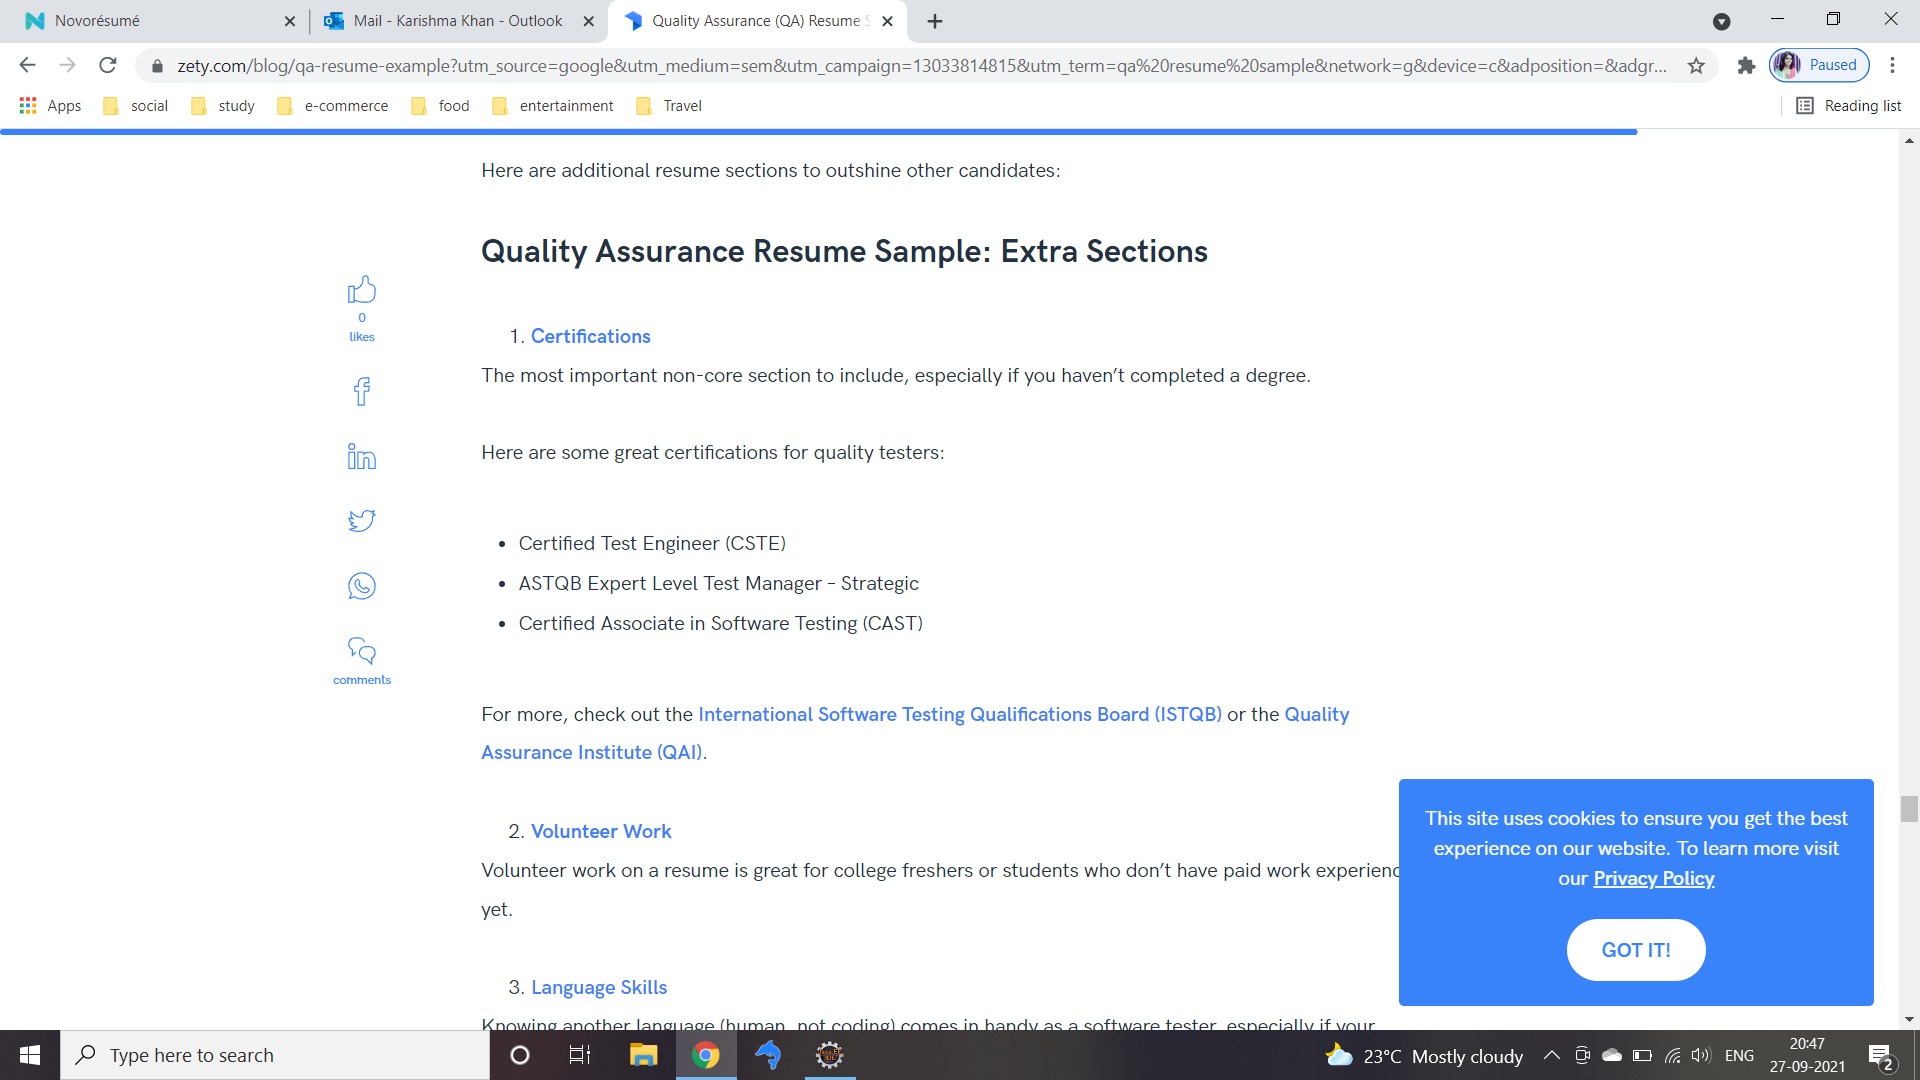 Novorésumé
Mail - Karishma Khan - Outlook
Quality Assurance (QA) Resume S
zety.com/blog/qa-resume-example?utm_source=google&utm_medium=sem&utm_campaign=13033814815&utm_term=qa%20resume%20sample&network=g&device=c&adposition=&adgr...
Paused
Apps
social
study
e-commerce
food
entertainment
Travel
Reading list
Here are additional resume sections to outshine other candidates:
Quality Assurance Resume Sample: Extra Sections
0
likes
1. Certifications
The most important non-core section to include, especially if you haven’t completed a degree.
Here are some great certifications for quality testers:
• Certified Test Engineer (CSTE)
• ASTQB Expert Level Test Manager – Strategic
• Certified Associate in Software Testing (CAST)
comments
For more, check out the International Software Testing Qualifications Board (ISTQB) or the Quality
Assurance Institute (QAI).
2. Volunteer Work
Volunteer work on a resume is great for college freshers or students who don’t have paid work experienc
yet.
3. Language Skills
Knowing another language (human, not coding) comes in handy as a software tester, especially if your
This site uses cookies to ensure you get the best
experience on our website. To learn more visit
our Privacy Policy
GOT IT!
Type here to search
23°C Mostly cloudy
ENG
20:47
27-09-2021
2